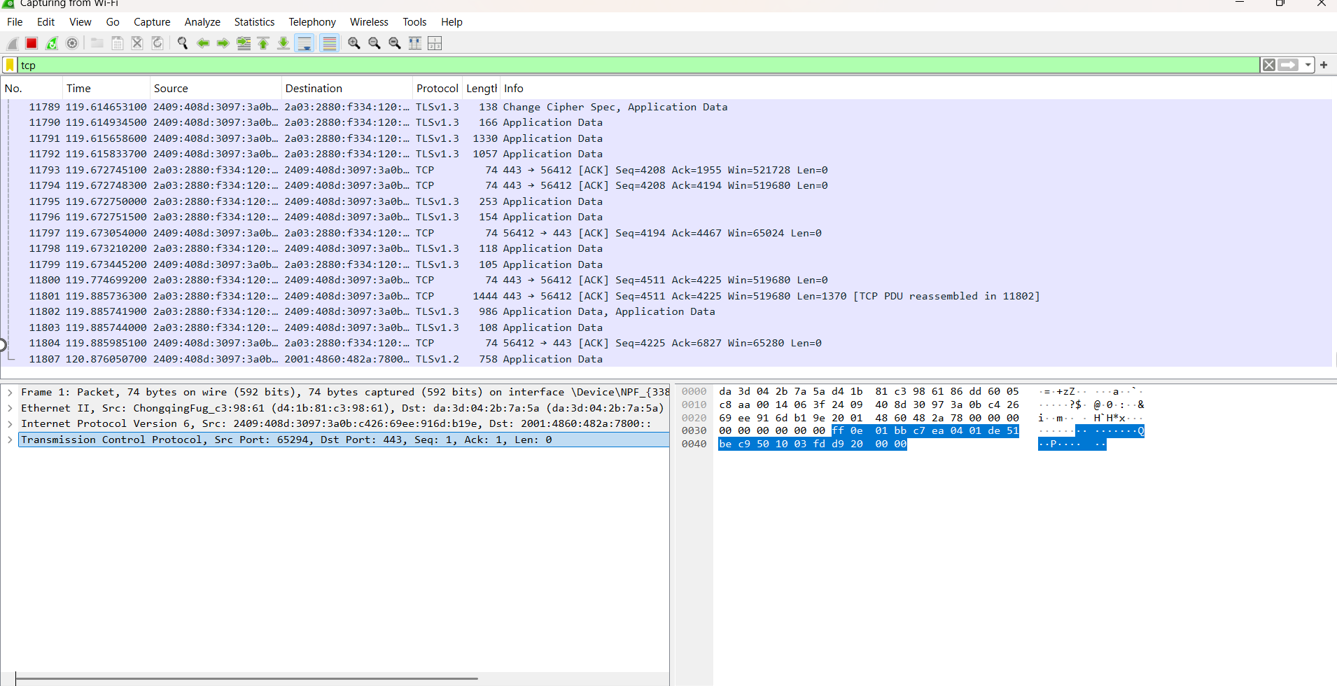 Capturing from Wi-Fi
File Edit View Go Capture Analyze Statistics Telephony Wireless Tools Help
tcp
No. Time Source Destination Protocol Length Info
11789 119.614653100 2409:408d:3097:3a0b… 2a03:2880:f334:120:… TLSv1.3 138 Change Cipher Spec, Application Data
11790 119.614934500 2409:408d:3097:3a0b… 2a03:2880:f334:120:… TLSv1.3 166 Application Data
11791 119.615658600 2409:408d:3097:3a0b… 2a03:2880:f334:120:… TLSv1.3 1330 Application Data
11792 119.615833700 2409:408d:3097:3a0b… 2a03:2880:f334:120:… TLSv1.3 1057 Application Data
11793 119.672745100 2a03:2880:f334:120:… 2409:408d:3097:3a0b… TCP 74 443 → 56412 [ACK] Seq=4208 Ack=1955 Win=521728 Len=0
11794 119.672748300 2a03:2880:f334:120:… 2409:408d:3097:3a0b… TCP 74 443 → 56412 [ACK] Seq=4208 Ack=4194 Win=519680 Len=0
11795 119.672750000 2a03:2880:f334:120:… 2409:408d:3097:3a0b… TLSv1.3 253 Application Data
11796 119.672751500 2a03:2880:f334:120:… 2409:408d:3097:3a0b… TLSv1.3 154 Application Data
11797 119.673054000 2409:408d:3097:3a0b… 2a03:2880:f334:120:… TCP 74 56412 → 443 [ACK] Seq=4194 Ack=4467 Win=65024 Len=0
11798 119.673210200 2409:408d:3097:3a0b… 2a03:2880:f334:120:… TLSv1.3 118 Application Data
11799 119.673445200 2a03:2880:f334:120:… 2409:408d:3097:3a0b… TLSv1.3 105 Application Data
11800 119.774699200 2a03:2880:f334:120:… 2409:408d:3097:3a0b… TCP 74 443 → 56412 [ACK] Seq=4511 Ack=4225 Win=519680 Len=0
11801 119.885736300 2a03:2880:f334:120:… 2409:408d:3097:3a0b… TCP 1444 443 → 56412 [ACK] Seq=4511 Ack=4225 Win=519680 Len=1370 [TCP PDU reassembled in 11802]
11802 119.885741900 2a03:2880:f334:120:… 2409:408d:3097:3a0b… TLSv1.3 986 Application Data, Application Data
11803 119.885744000 2a03:2880:f334:120:… 2409:408d:3097:3a0b… TLSv1.3 108 Application Data
11804 119.885985100 2409:408d:3097:3a0b… 2a03:2880:f334:120:… TCP 74 56412 → 443 [ACK] Seq=4225 Ack=6827 Win=65280 Len=0
11807 120.876050700 2409:408d:3097:3a0b… 2001:4860:482a:7800… TLSv1.2 758 Application Data
Frame 1: Packet, 74 bytes on wire (592 bits), 74 bytes captured (592 bits) on interface \Device\NPF_{338
Ethernet II, Src: ChongqingFug_c3:98:61 (d4:1b:81:c3:98:61), Dst: da:3d:04:2b:7a:5a (da:3d:04:2b:7a:5a)
Internet Protocol Version 6, Src: 2409:408d:3097:3a0b:c426:69ee:916d:b19e, Dst: 2001:4860:482a:7800::
Transmission Control Protocol, Src Port: 65294, Dst Port: 443, Seq: 1, Ack: 1, Len: 0
0000 da 3d 04 2b 7a 5a d4 1b 81 c3 98 61 86 dd 60 05 ·=·+zZ·· ···a··`·
0010 c8 aa 00 14 06 3f 24 09 40 8d 30 97 3a 0b c4 26 ·····?$· @·0·:··&
0020 69 ee 91 6d b1 9e 20 01 48 60 48 2a 78 00 00 00 i··m·· · H`H*x···
0030 00 00 00 00 00 00 ff 0e 01 bb c7 ea 04 01 de 51 ········ ·······Q
0040 be c9 50 10 03 fd d9 20 00 00 ··P···· ··